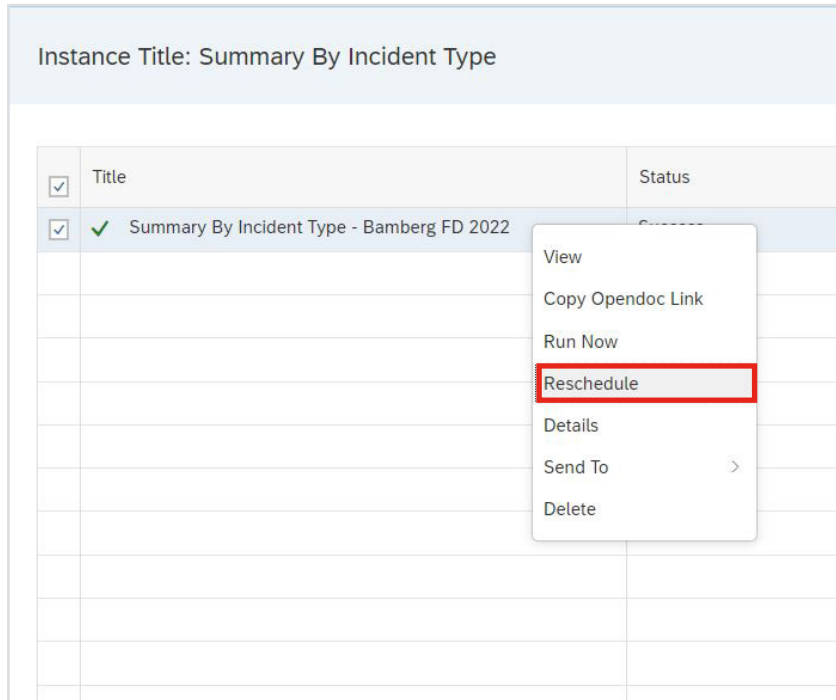 Instance Title: Summary By Incident Type
Title Status
Summary By Incident Type - Bamberg FD 2022
View
Copy Opendoc Link
Run Now
Reschedule
Details
Send To
Delete